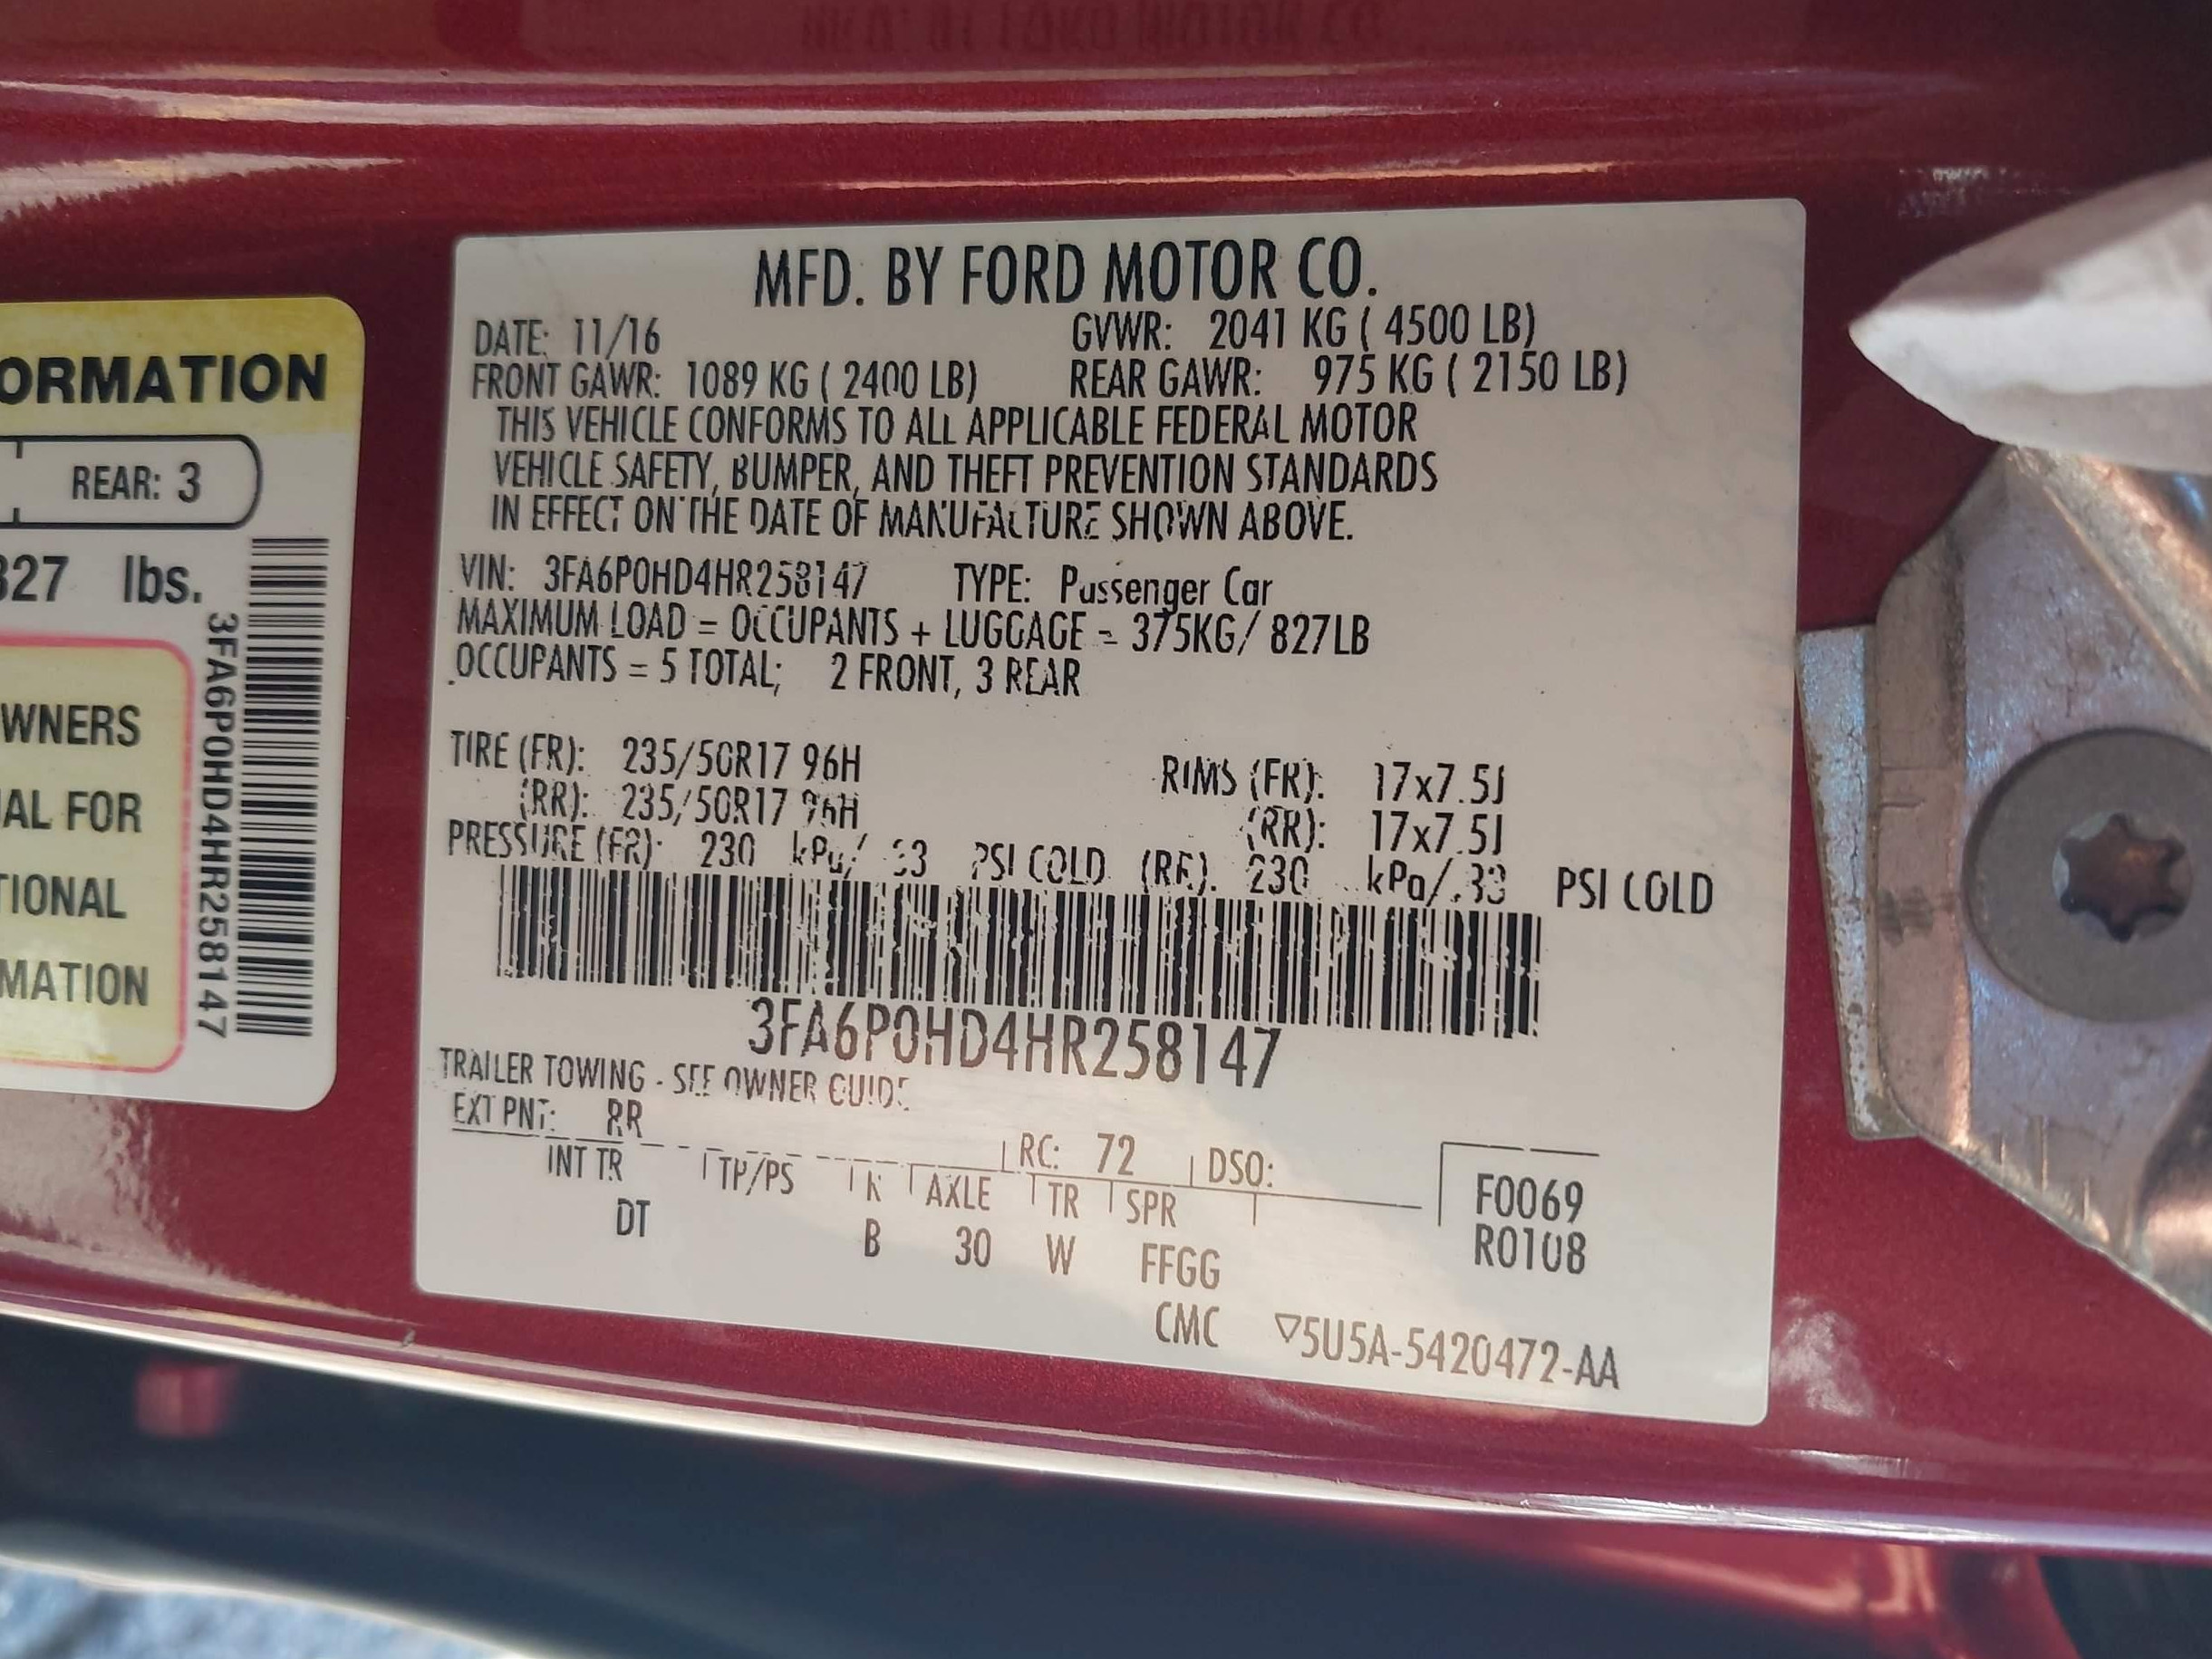 MFD. BY FORD MOTOR CO.
DATE: 11/16 GVWR: 2041 KG ( 4500 LB)
FRONT GAWR: 1089 KG ( 2400 LB) REAR GAWR: 975 KG ( 2150 LB)
THIS VEHICLE CONFORMS TO ALL APPLICABLE FEDERAL MOTOR
VEHICLE SAFETY, BUMPER, AND THEFT PREVENTION STANDARDS
IN EFFECT ON THE DATE OF MANUFACTURE SHOWN ABOVE.
VIN: 3FA6P0HD4HR258147 TYPE: Passenger Car
MAXIMUM LOAD = OCCUPANTS + LUGGAGE = 375KG/ 827LB
OCCUPANTS = 5 TOTAL; 2 FRONT, 3 REAR
TIRE (FR): 235/50R17 96H RIMS (FR): 17x7.5J
(RR): 235/50R17 96H (RR): 17x7.5J
PRESSURE (FR): 230 kPa/ 33 PSI COLD (RR): 230 kPa/ 33 PSI COLD
3FA6P0HD4HR258147
TRAILER TOWING - SEE OWNER GUIDE
EXT PNT: RR RC: 72 DSO:
INT TR TP/PS R AXLE TR SPR
DT B 30 W FFGG
F0069
R0108
CMC ▽5U5A-5420472-AA
ORMATION
REAR: 3
827 lbs.
3FA6P0HD4HR258147
WNERS
AL FOR
TIONAL
MATION